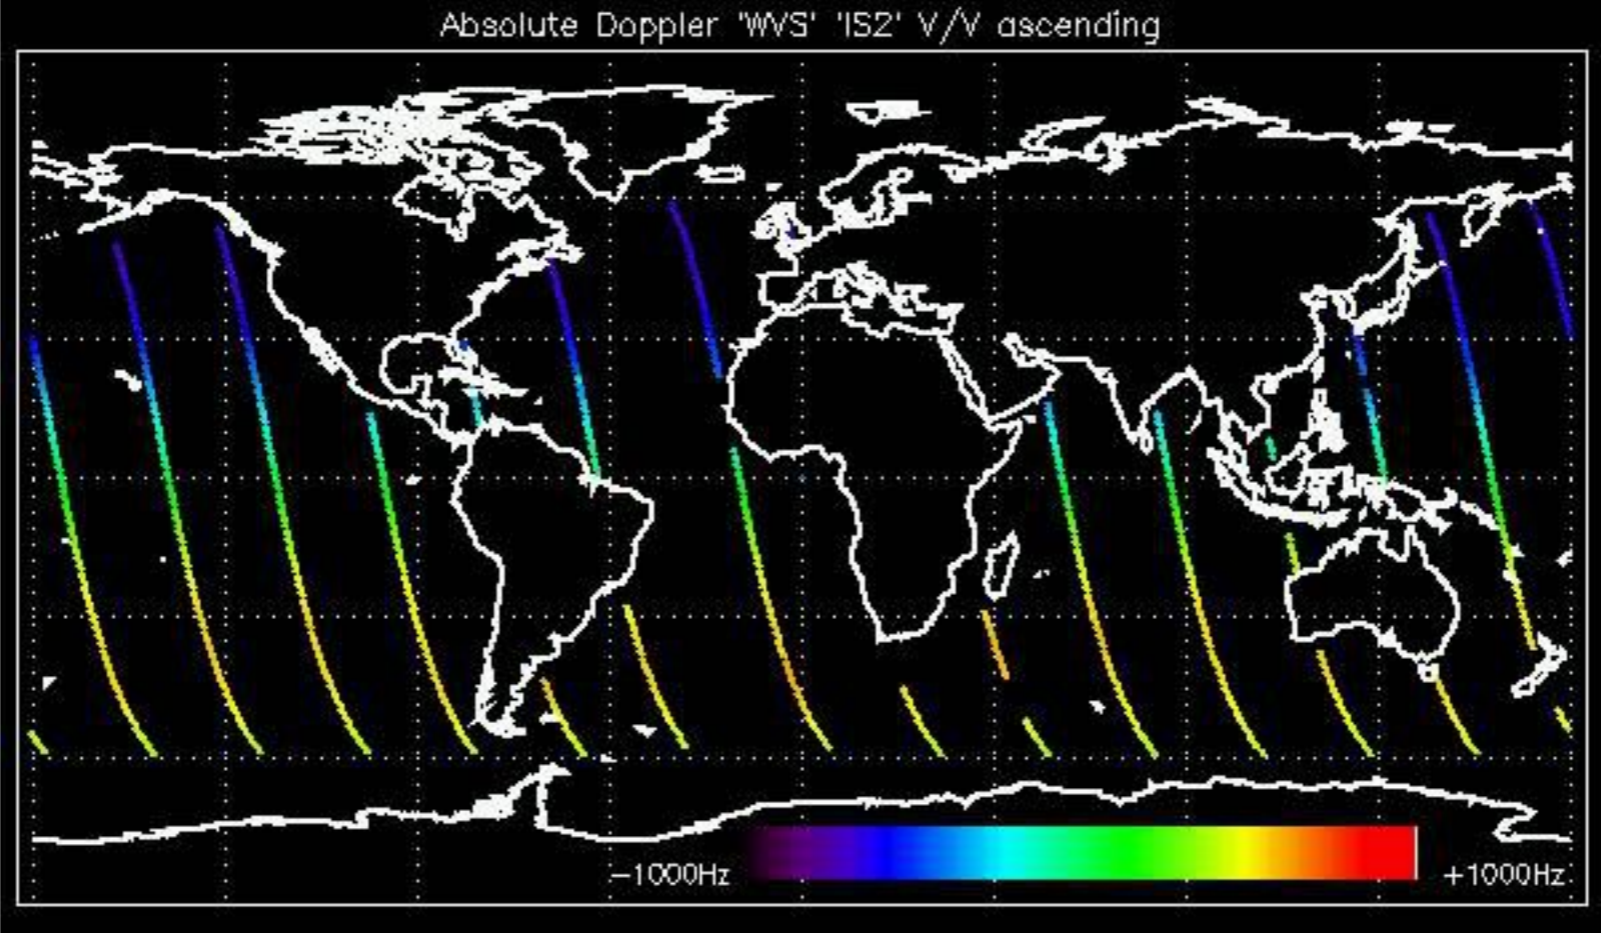 Absolute Doppler 'WVS' 'IS2' V/V ascending
-1000Hz +1000Hz